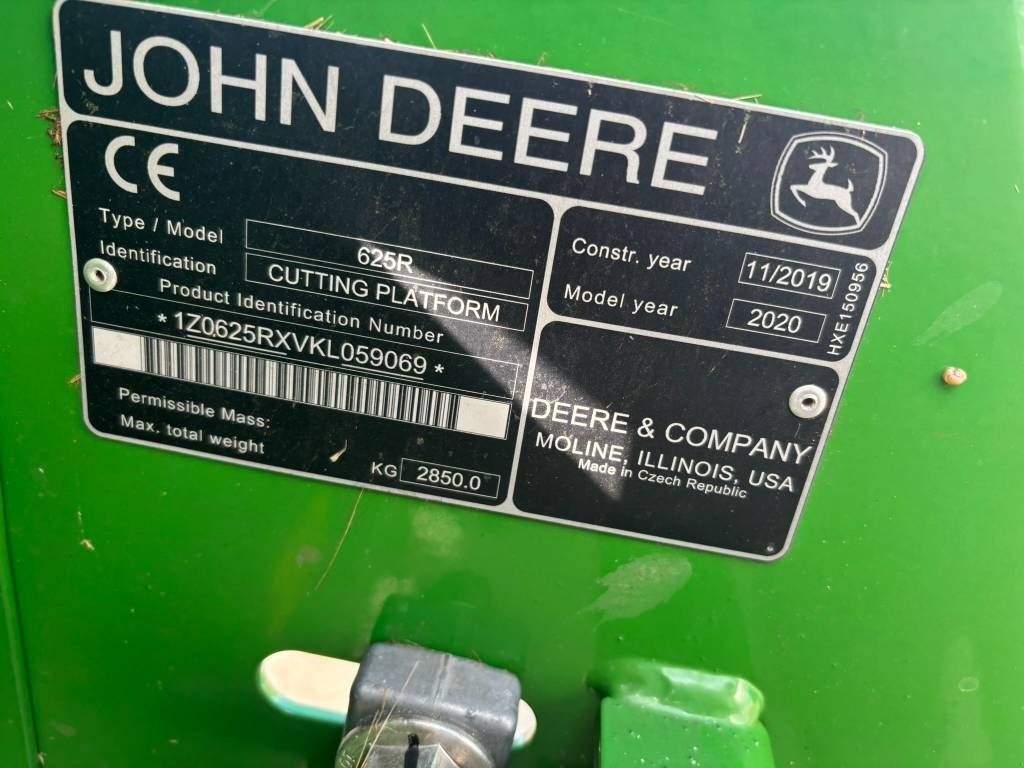 JOHN DEERE
CE
Type / Model
625R
Identification
CUTTING PLATFORM
Product Identification Number
*1Z0625RXVKL059069*
Permissible Mass:
Max. total weight
KG 2850.0
Constr. year 11/2019
Model year 2020
HXE150956
DEERE & COMPANY
MOLINE, ILLINOIS, USA
Made in Czech Republic